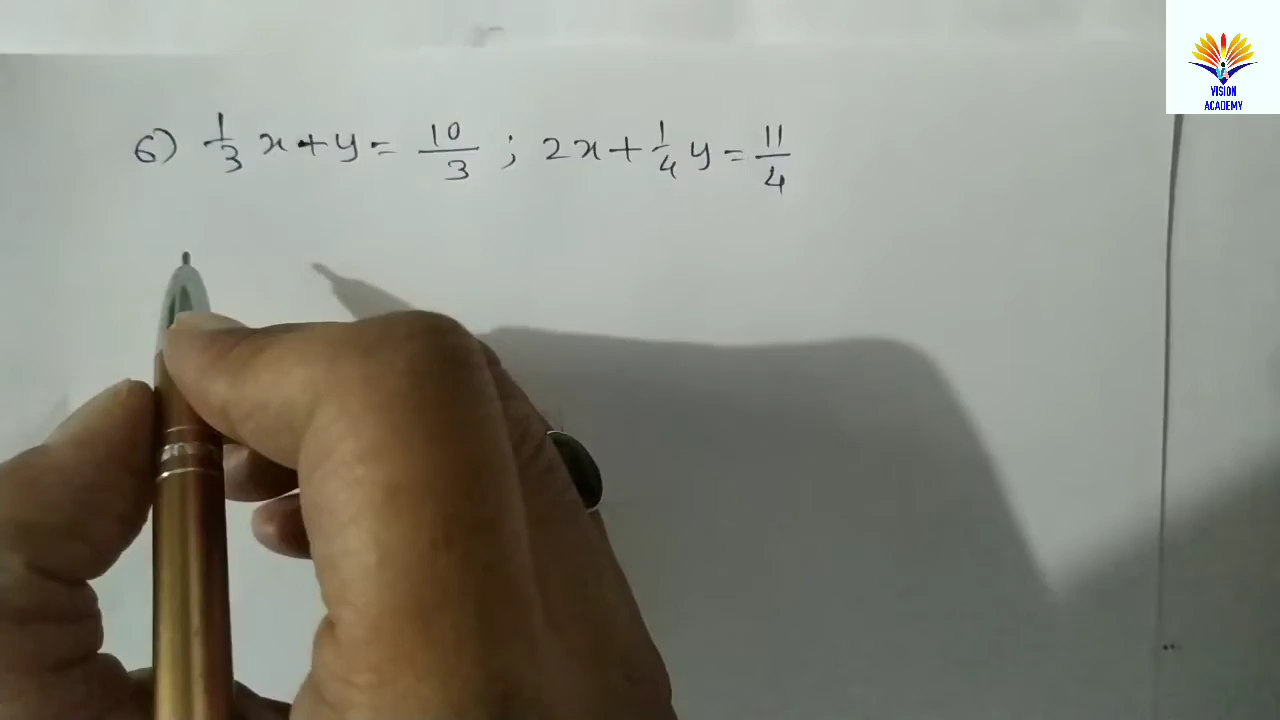 6) 1/3 x + y = 10/3 ; 2x + 1/4 y = 11/4
VISION
ACADEMY